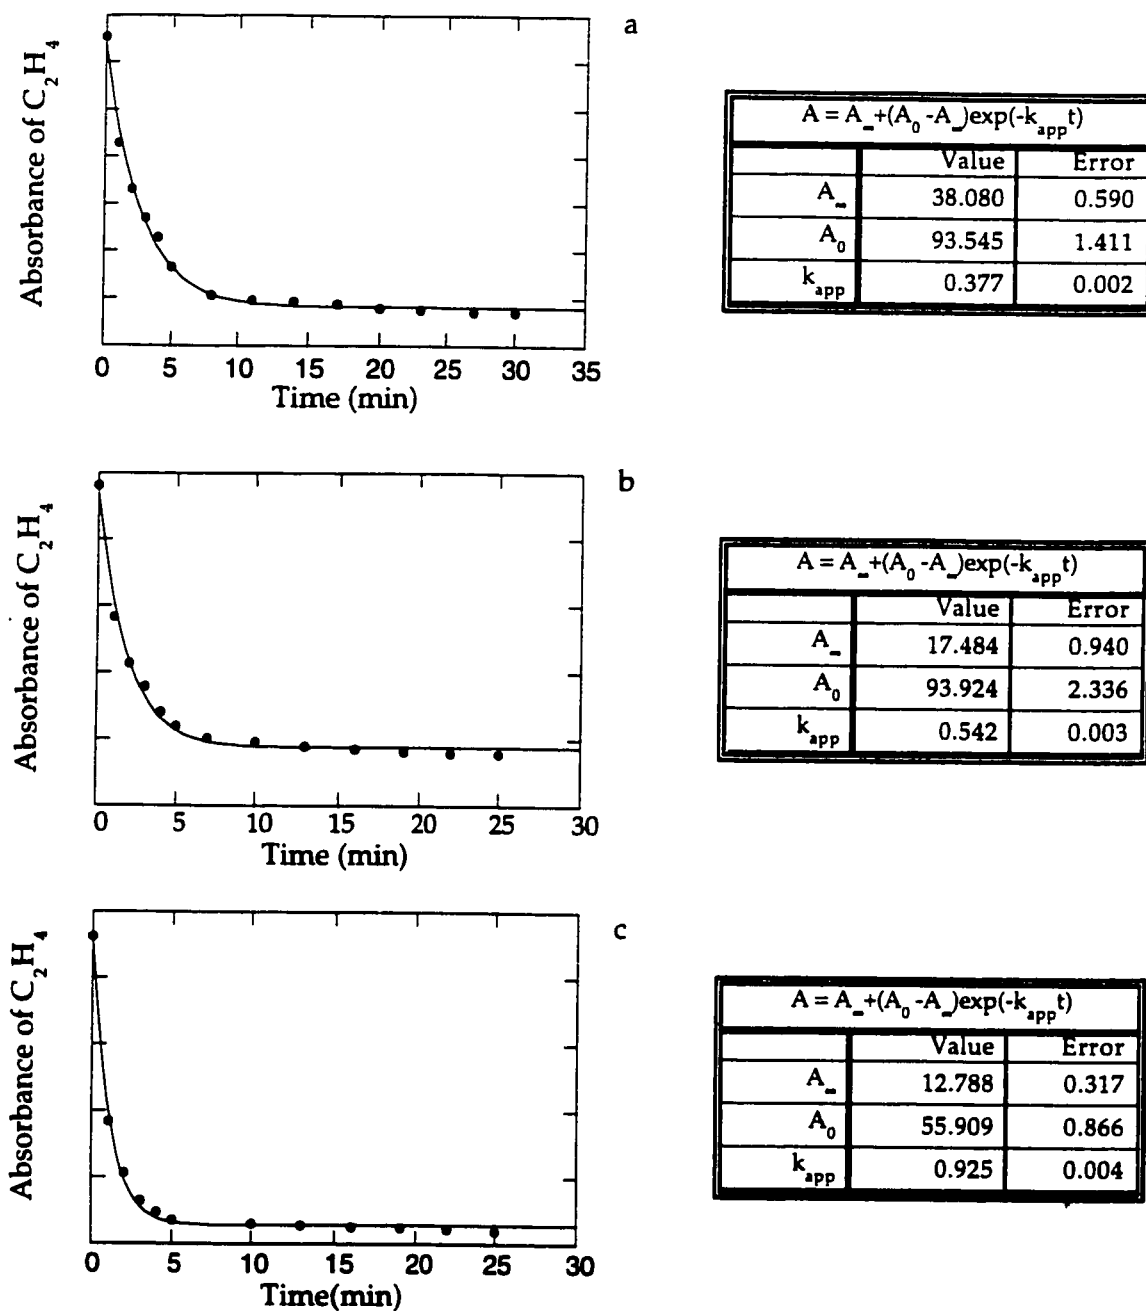 a
Absorbance of C₂H₄
0 5 10 15 20 25 30 35
Time (min)
A = A∞+(A₀ -A∞)exp(-kₐₚₚt)
Value Error
A∞ 38.080 0.590
A₀ 93.545 1.411
kₐₚₚ 0.377 0.002
b
Absorbance of C₂H₄
0 5 10 15 20 25 30
Time (min)
A = A∞+(A₀ -A∞)exp(-kₐₚₚt)
Value Error
A∞ 17.484 0.940
A₀ 93.924 2.336
kₐₚₚ 0.542 0.003
c
Absorbance of C₂H₄
0 5 10 15 20 25 30
Time(min)
A = A∞+(A₀ -A∞)exp(-kₐₚₚt)
Value Error
A∞ 12.788 0.317
A₀ 55.909 0.866
kₐₚₚ 0.925 0.004